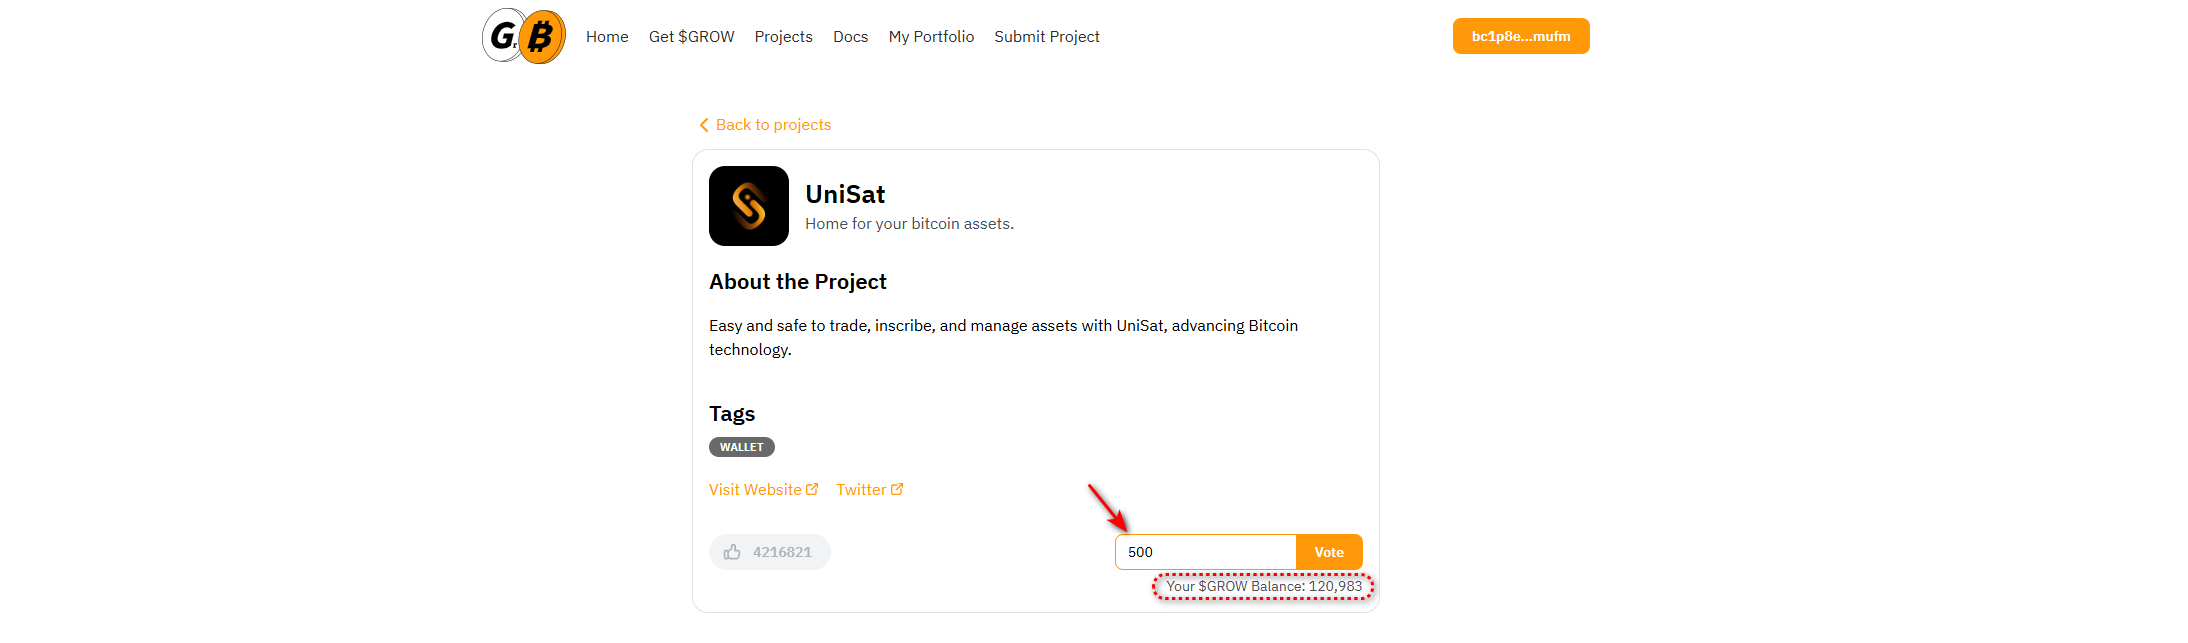 Gr₿ Home Get $GROW Projects Docs My Portfolio Submit Project bc1p8e...mufm
Back to projects
UniSat
Home for your bitcoin assets.
About the Project
Easy and safe to trade, inscribe, and manage assets with UniSat, advancing Bitcoin
technology.
Tags
WALLET
Visit Website Twitter
4216821 500 Vote
Your $GROW Balance: 120,983